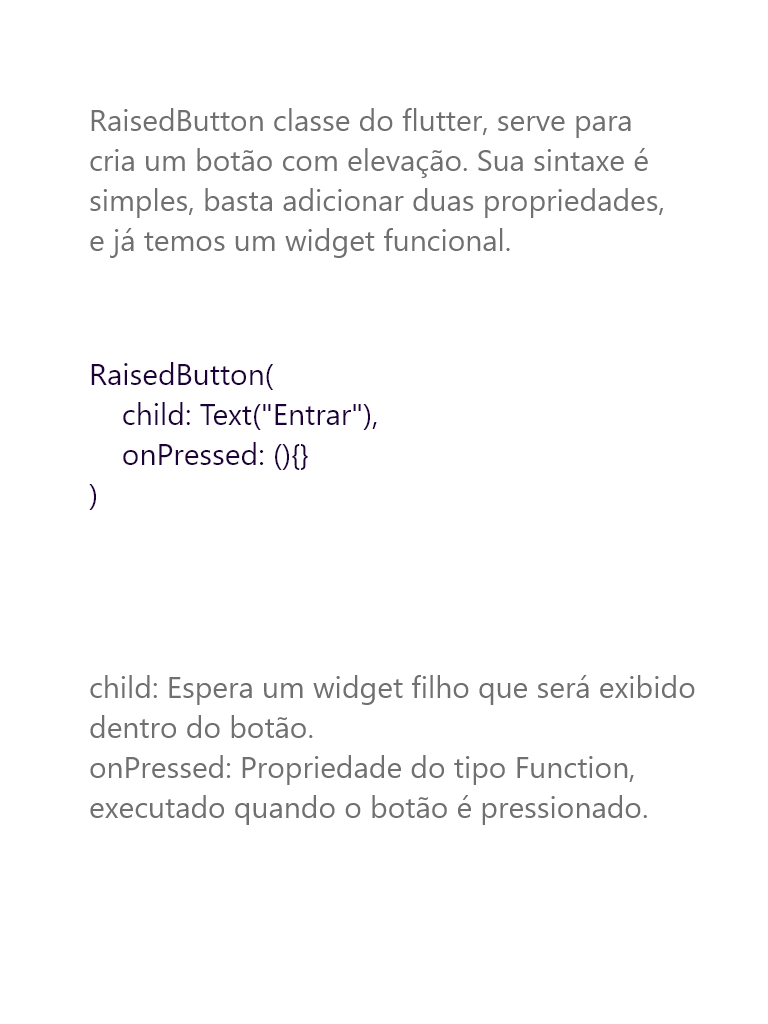 RaisedButton classe do flutter, serve para
cria um botão com elevação. Sua sintaxe é
simples, basta adicionar duas propriedades,
e já temos um widget funcional.
RaisedButton(
child: Text("Entrar"),
onPressed: (){}
)
child: Espera um widget filho que será exibido
dentro do botão.
onPressed: Propriedade do tipo Function,
executado quando o botão é pressionado.